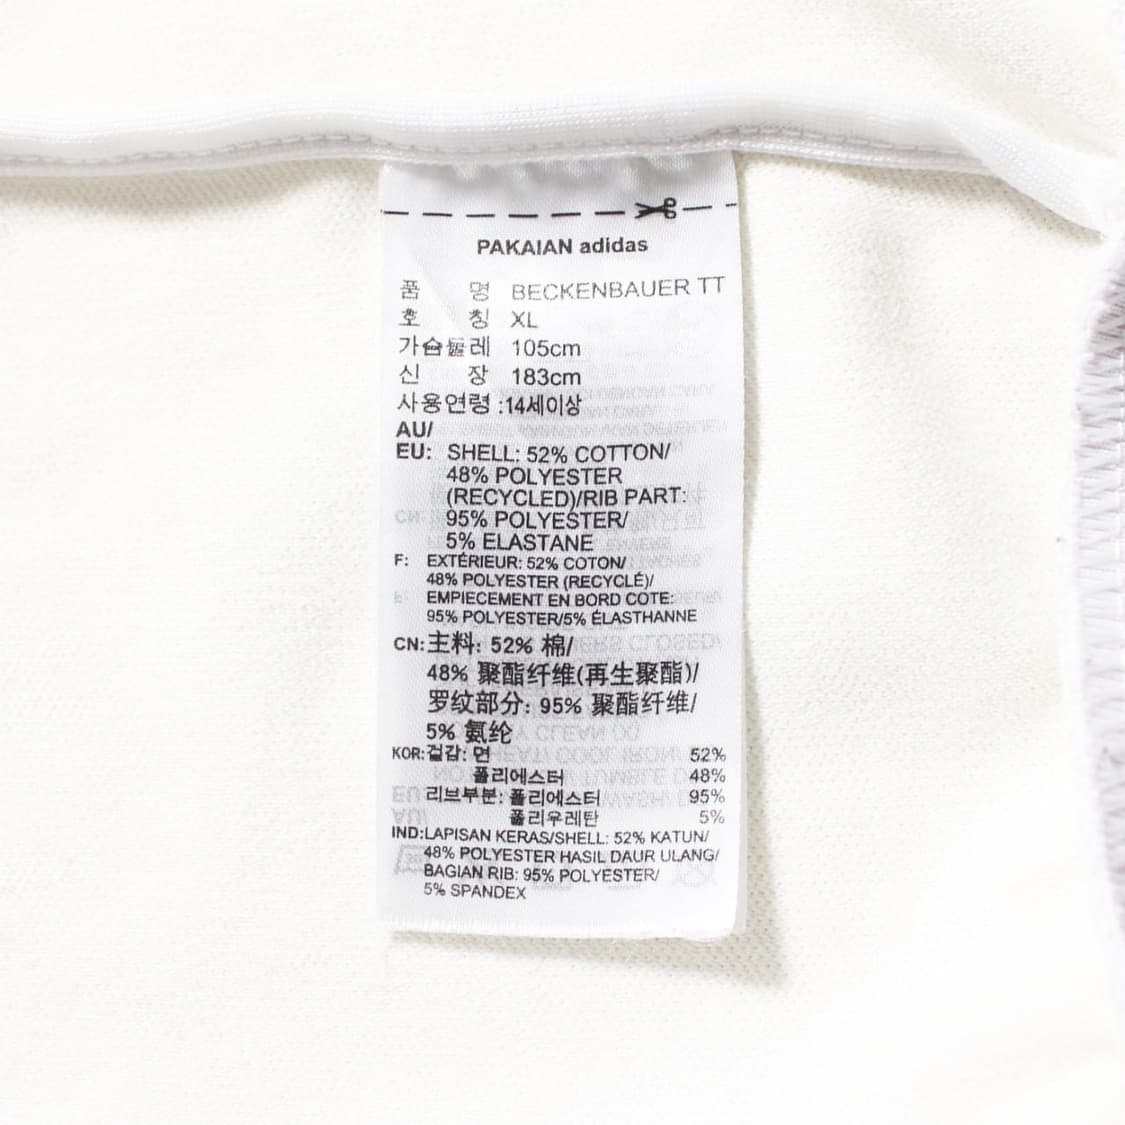 PAKAIAN adidas
품 명 BECKENBAUER TT
호 칭 XL
가슴둘레 105cm
신 장 183cm
사용연령 :14세이상
AU/
EU: SHELL: 52% COTTON/
48% POLYESTER
(RECYCLED)/RIB PART:
95% POLYESTER/
5% ELASTANE
F: EXTÉRIEUR: 52% COTON/
48% POLYESTER (RECYCLÉ)/
EMPIECEMENT EN BORD COTE:
95% POLYESTER/5% ÉLASTHANNE
CN: 主料: 52% 棉/
48% 聚酯纤维(再生聚酯)/
罗纹部分: 95% 聚酯纤维/
5% 氨纶
KOR: 겉감: 면 52%
폴리에스터 48%
리브부분: 폴리에스터 95%
폴리우레탄 5%
IND: LAPISAN KERAS/SHELL: 52% KATUN/
48% POLYESTER HASIL DAUR ULANG/
BAGIAN RIB: 95% POLYESTER/
5% SPANDEX